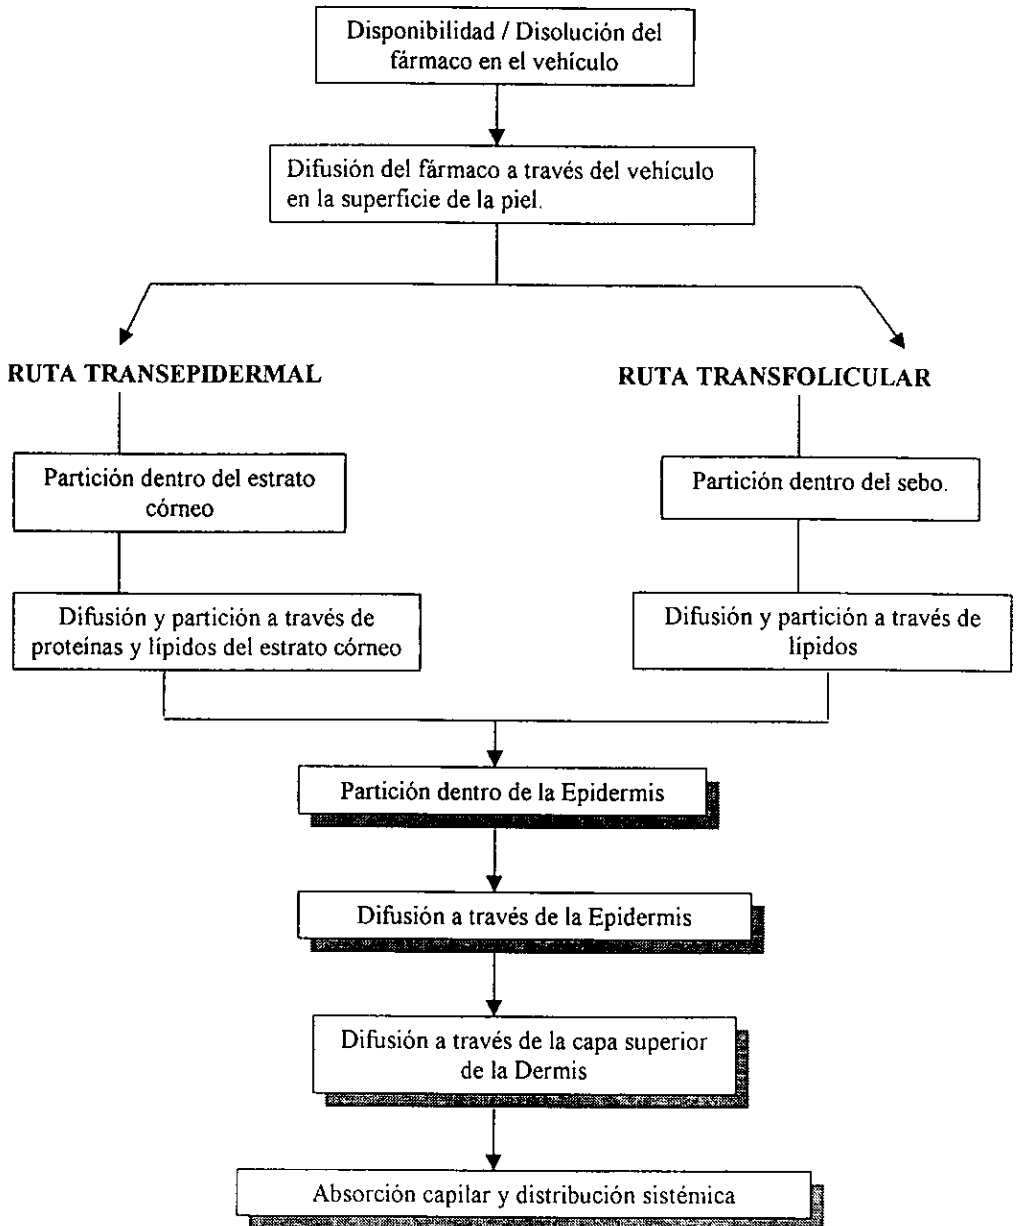 Disponibilidad / Disolución del
fármaco en el vehículo
Difusión del fármaco a través del vehículo
en la superficie de la piel.
RUTA TRANSEPIDERMAL
RUTA TRANSFOLICULAR
Partición dentro del estrato
córneo
Partición dentro del sebo.
Difusión y partición a través de
proteínas y lípidos del estrato córneo
Difusión y partición a través de
lípidos
Partición dentro de la Epidermis
Difusión a través de la Epidermis
Difusión a través de la capa superior
de la Dermis
Absorción capilar y distribución sistémica